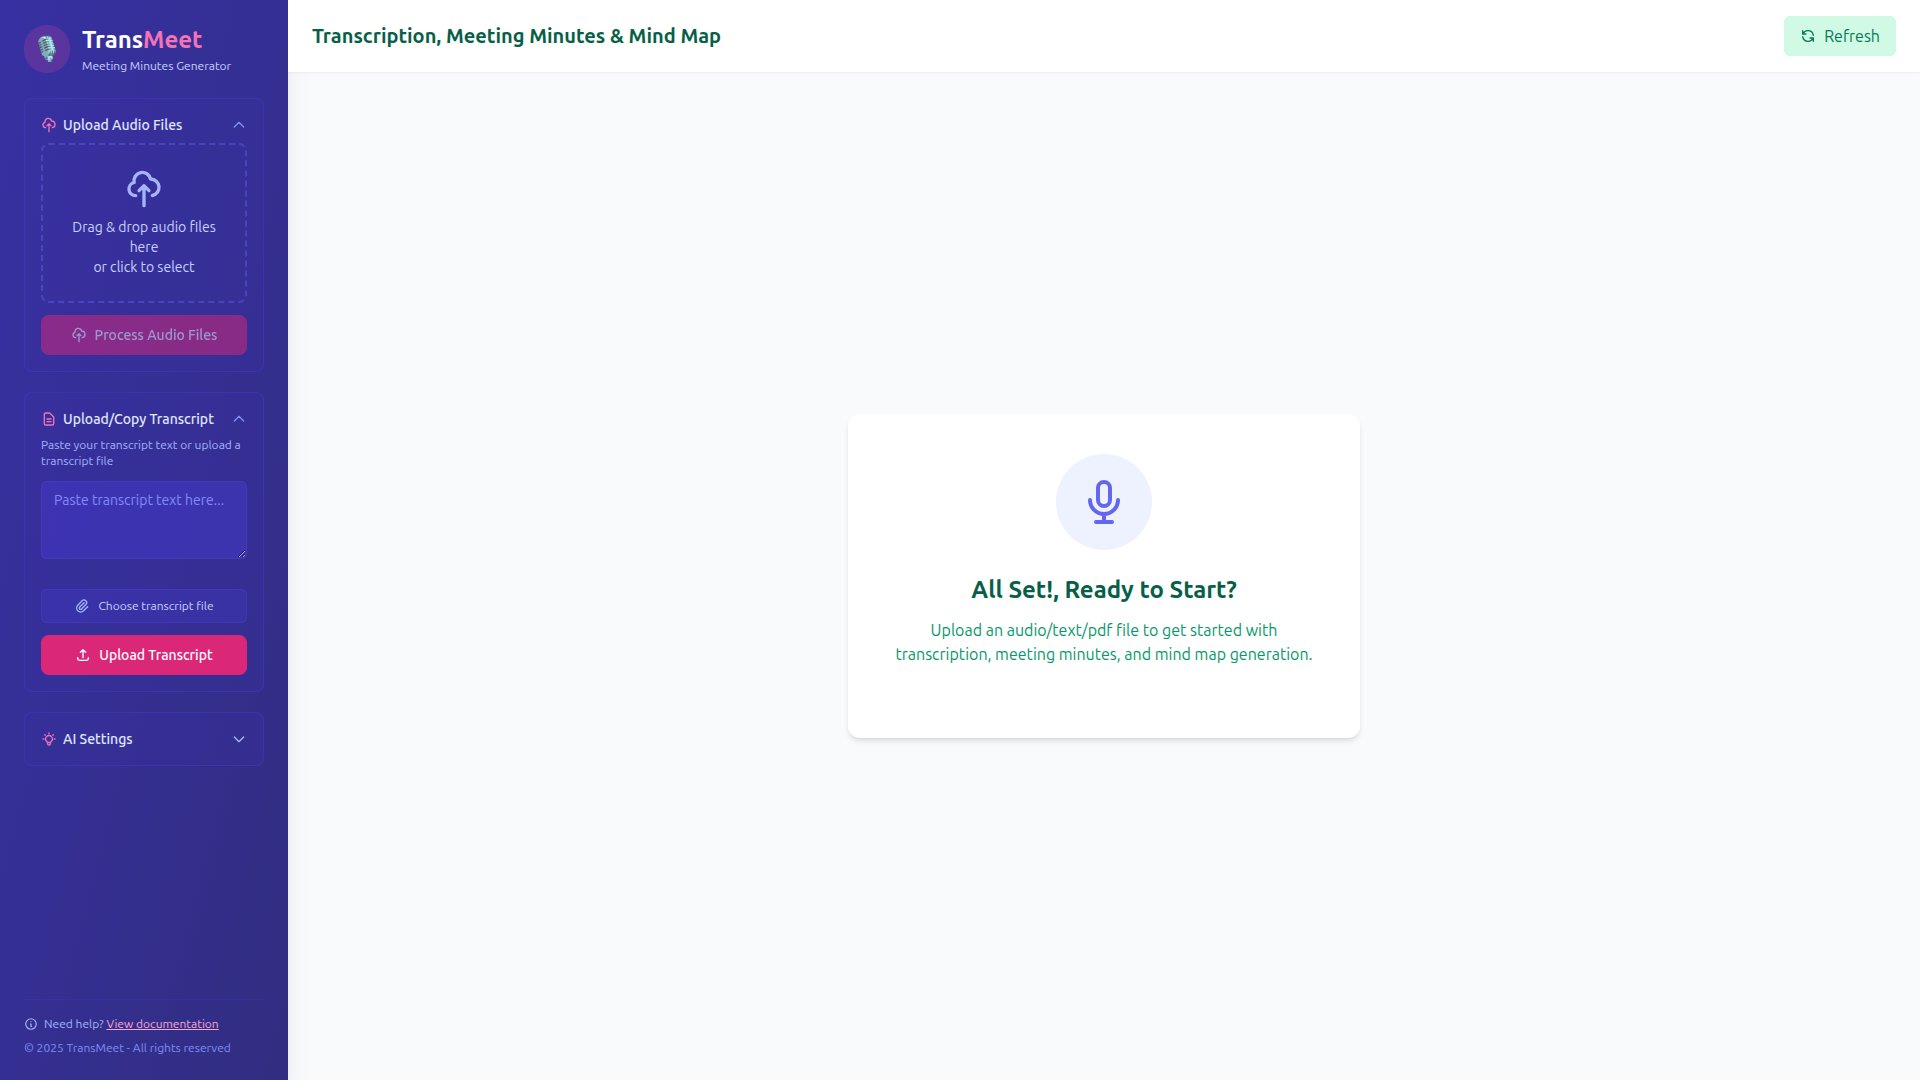 TransMeet
Meeting Minutes Generator
Upload Audio Files
Drag & drop audio files
here
or click to select
Process Audio Files
Upload/Copy Transcript
Paste your transcript text or upload a
transcript file
Paste transcript text here...
Choose transcript file
Upload Transcript
AI Settings
Need help? View documentation
© 2025 TransMeet - All rights reserved
Transcription, Meeting Minutes & Mind Map
Refresh
All Set!, Ready to Start?
Upload an audio/text/pdf file to get started with
transcription, meeting minutes, and mind map generation.